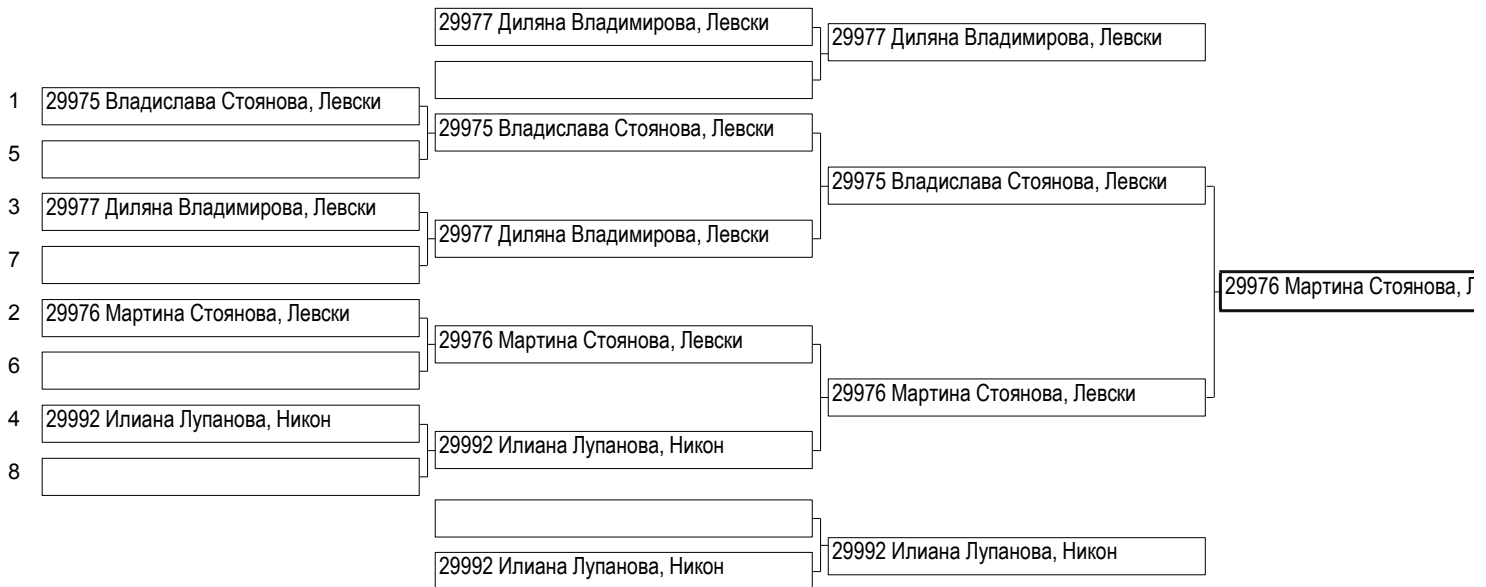 29977 Диляна Владимирова, Левски
29977 Диляна Владимирова, Левски
1 29975 Владислава Стоянова, Левски
29975 Владислава Стоянова, Левски
5
29975 Владислава Стоянова, Левски
3 29977 Диляна Владимирова, Левски
29977 Диляна Владимирова, Левски
7
29976 Мартина Стоянова, Л
2 29976 Мартина Стоянова, Левски
29976 Мартина Стоянова, Левски
6
29976 Мартина Стоянова, Левски
4 29992 Илиана Лупанова, Никон
29992 Илиана Лупанова, Никон
8
29992 Илиана Лупанова, Никон
29992 Илиана Лупанова, Никон